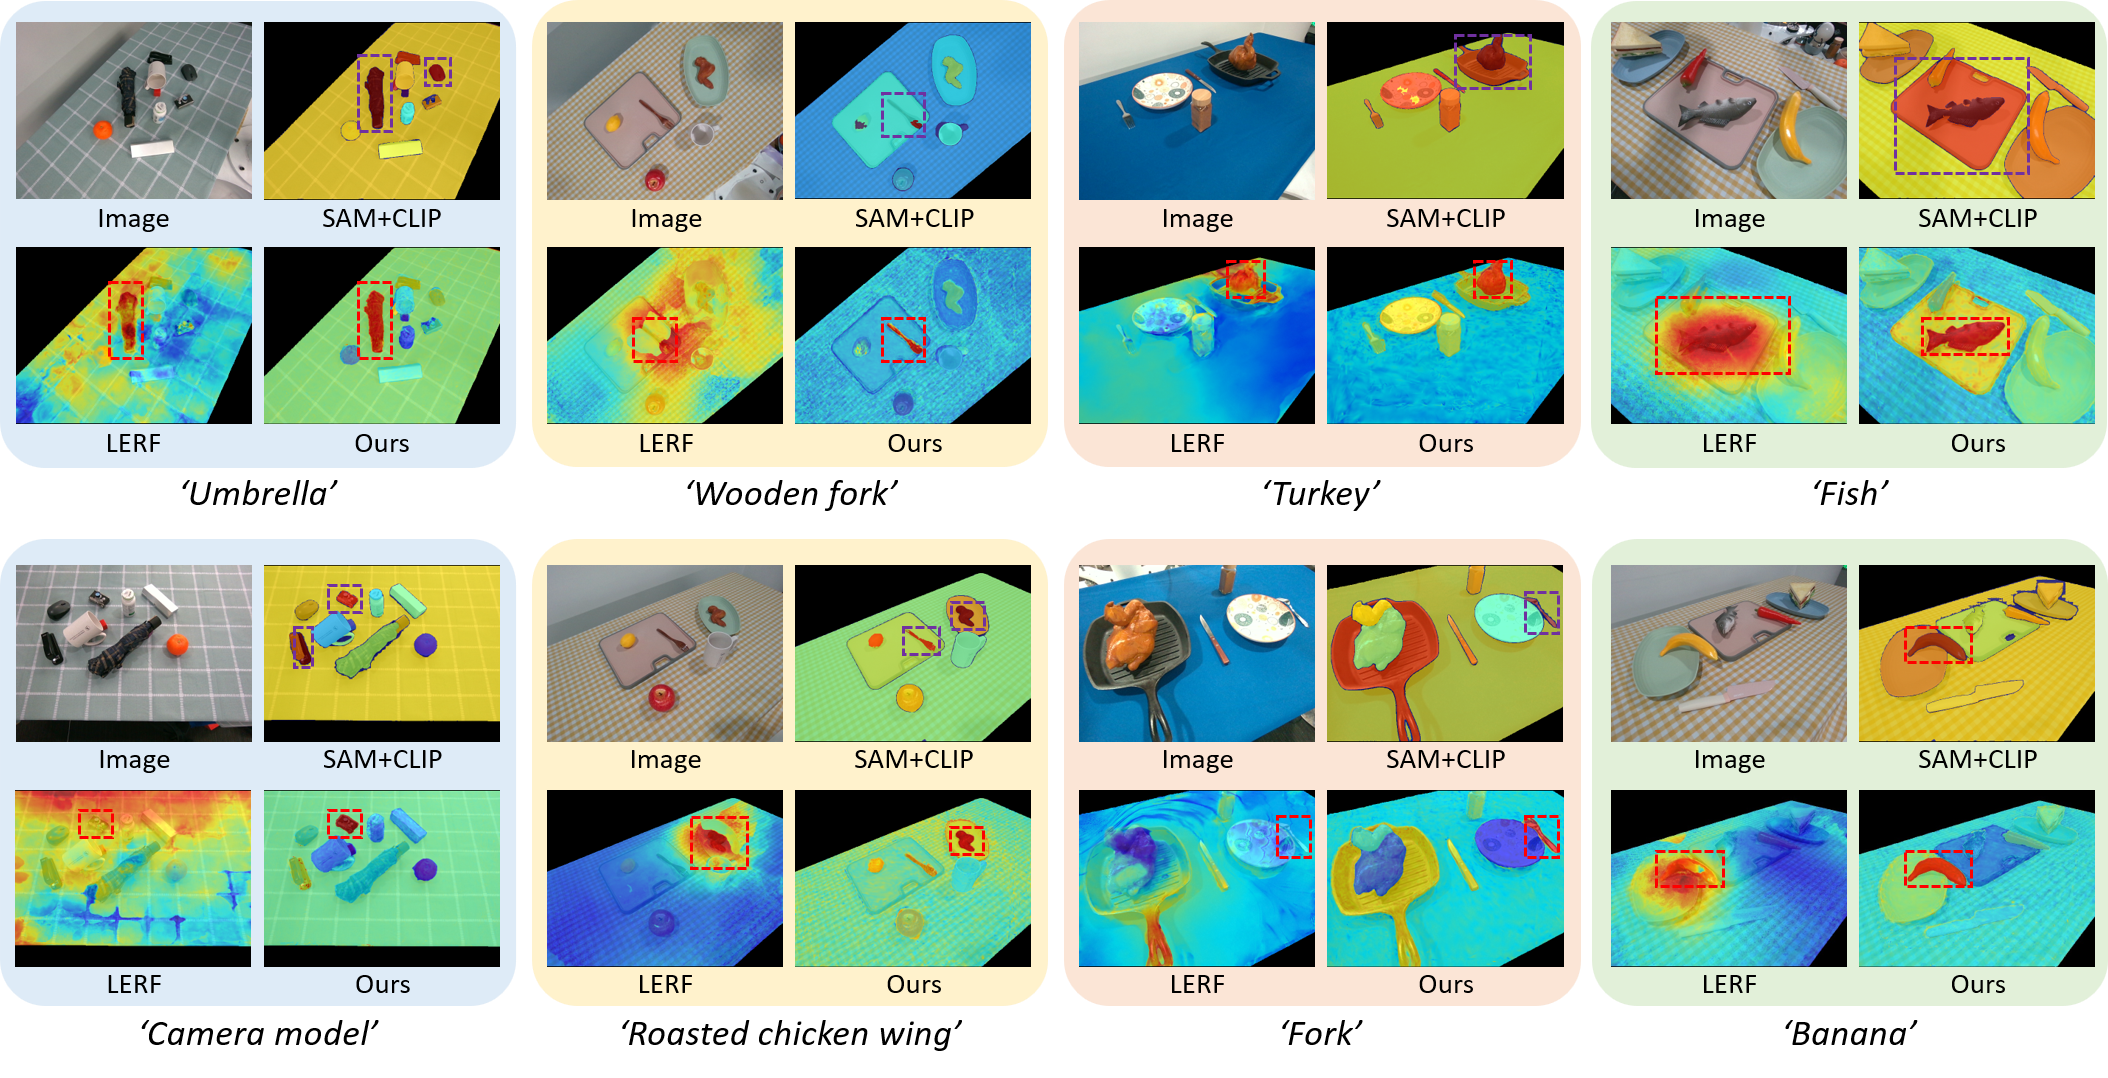 Image SAM+CLIP Image SAM+CLIP Image SAM+CLIP Image SAM+CLIP
LERF Ours LERF Ours LERF Ours LERF Ours
‘Umbrella’ ‘Wooden fork’ ‘Turkey’ ‘Fish’
Image SAM+CLIP Image SAM+CLIP Image SAM+CLIP Image SAM+CLIP
LERF Ours LERF Ours LERF Ours LERF Ours
‘Camera model’ ‘Roasted chicken wing’ ‘Fork’ ‘Banana’